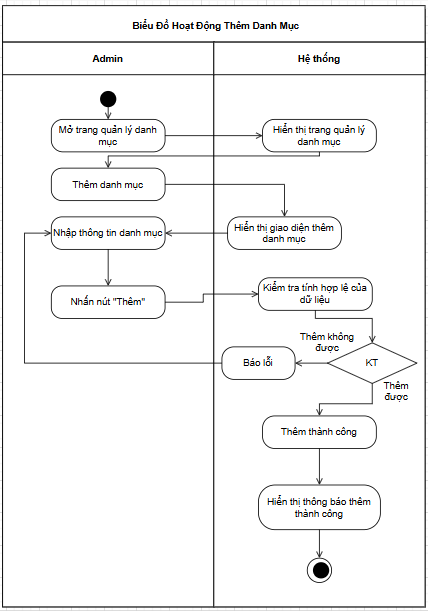 Biểu Đồ Hoạt Động Thêm Danh Mục
Admin
Hệ thống
Mở trang quản lý danh
mục
Hiển thị trang quản lý
danh mục
Thêm danh mục
Nhập thông tin danh mục
Hiển thị giao diện thêm
danh mục
Nhấn nút "Thêm"
Kiểm tra tính hợp lệ của
dữ liệu
Thêm không
được
Báo lỗi
KT
Thêm
được
Thêm thành công
Hiển thị thông báo thêm
thành công